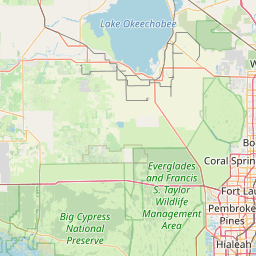 Lake Okeechobee
W
Bo
Coral Spring
Everglades
and Francis
S. Taylor
Wildlife
Management
Area
Fort Lau
Pembroke
Pines
Big Cypress
National
Preserve
Hialeah